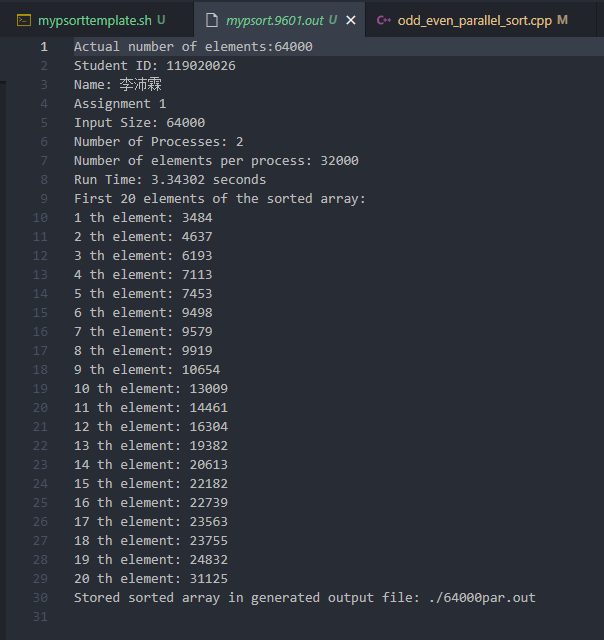 mypsorttemplate.sh U
mypsort.9601.out U
odd_even_parallel_sort.cpp M
1 Actual number of elements:64000
2 Student ID: 119020026
3 Name: 李沛霖
4 Assignment 1
5 Input Size: 64000
6 Number of Processes: 2
7 Number of elements per process: 32000
8 Run Time: 3.34302 seconds
9 First 20 elements of the sorted array:
10 1 th element: 3484
11 2 th element: 4637
12 3 th element: 6193
13 4 th element: 7113
14 5 th element: 7453
15 6 th element: 9498
16 7 th element: 9579
17 8 th element: 9919
18 9 th element: 10654
19 10 th element: 13009
20 11 th element: 14461
21 12 th element: 16304
22 13 th element: 19382
23 14 th element: 20613
24 15 th element: 22182
25 16 th element: 22739
26 17 th element: 23563
27 18 th element: 23755
28 19 th element: 24832
29 20 th element: 31125
30 Stored sorted array in generated output file: ./64000par.out
31